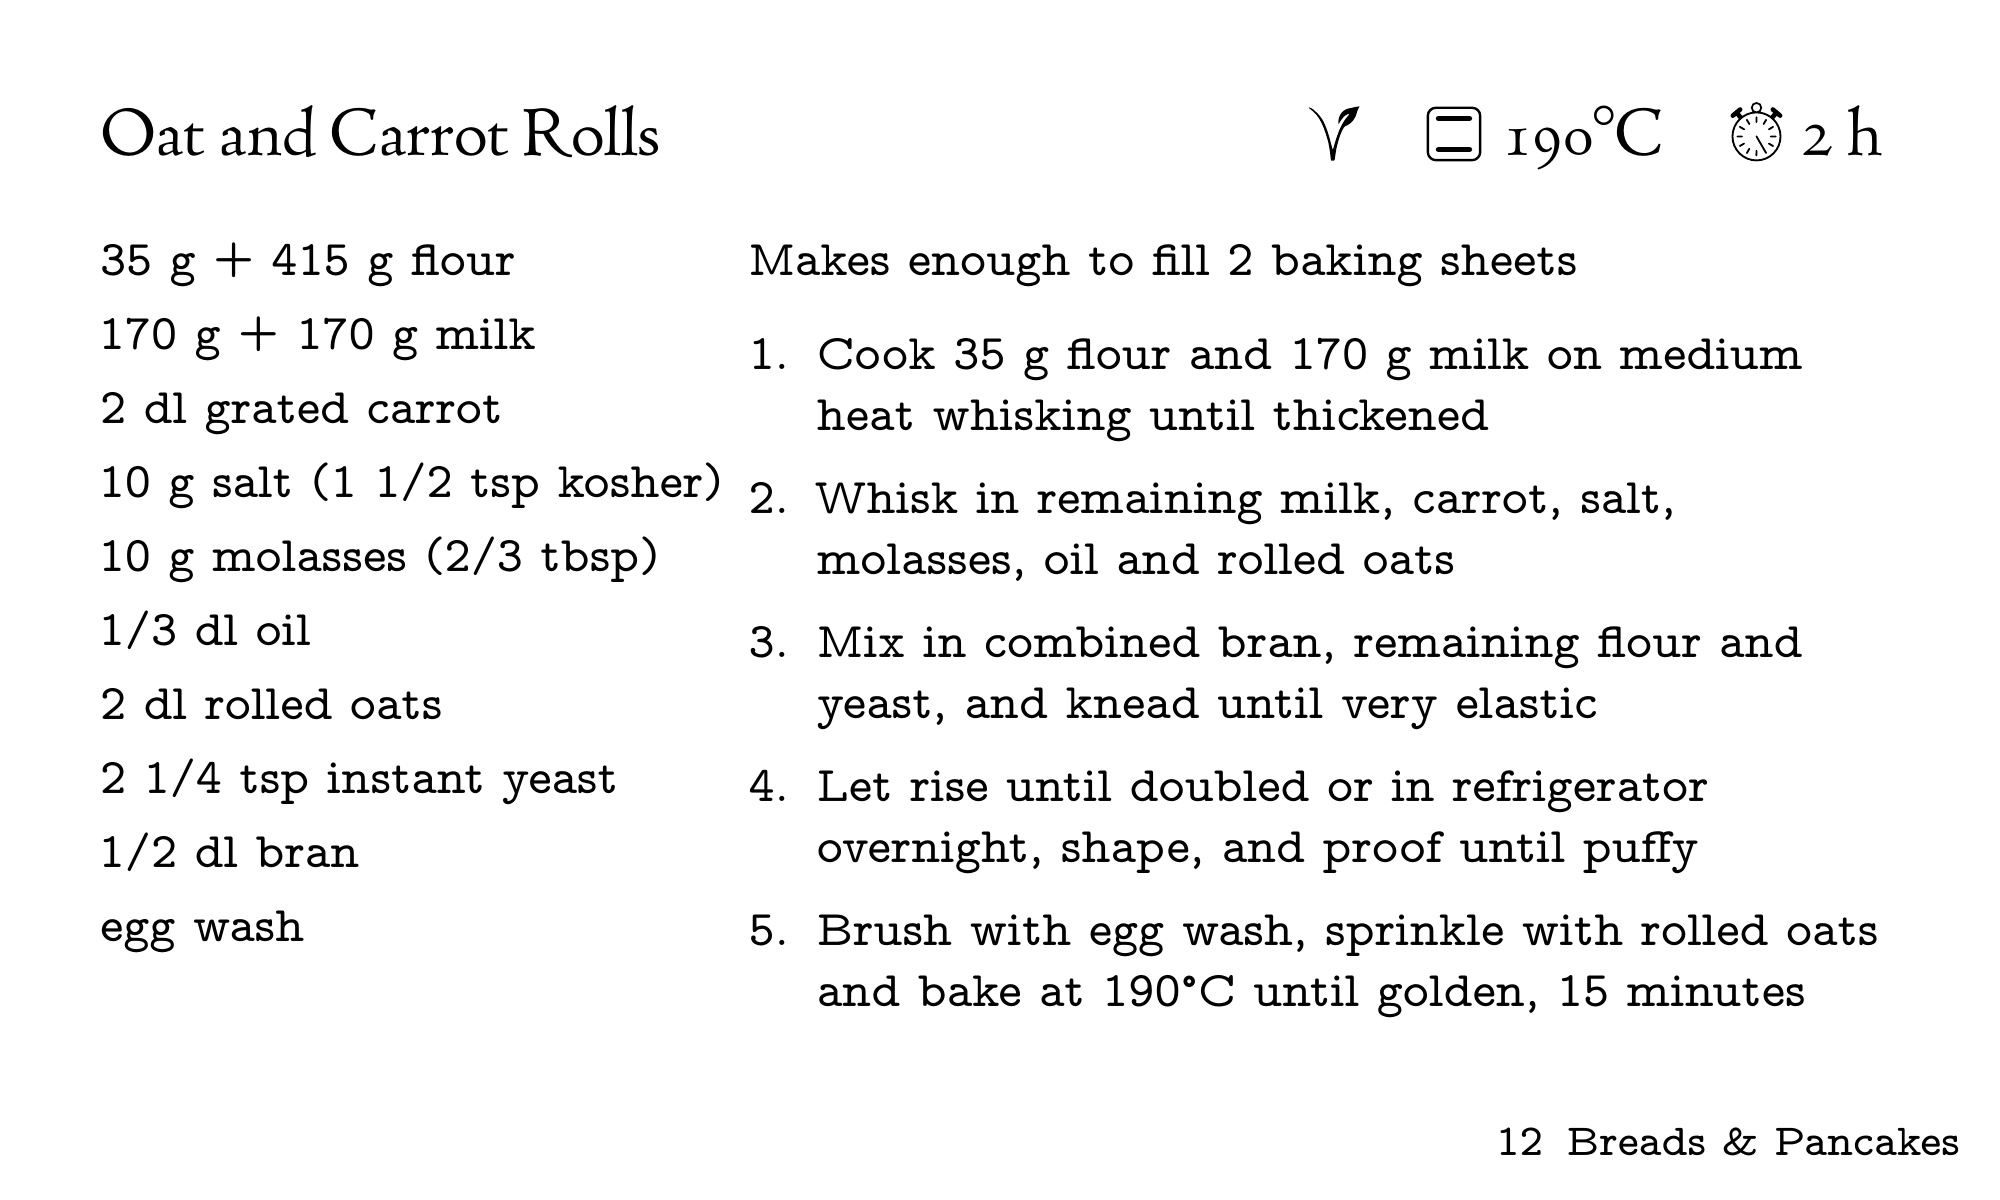 Oat and Carrot Rolls
190°C
2 h
35 g + 415 g flour
170 g + 170 g milk
2 dl grated carrot
10 g salt (1 1/2 tsp kosher)
10 g molasses (2/3 tbsp)
1/3 dl oil
2 dl rolled oats
2 1/4 tsp instant yeast
1/2 dl bran
egg wash
Makes enough to fill 2 baking sheets
1. Cook 35 g flour and 170 g milk on medium
heat whisking until thickened
2. Whisk in remaining milk, carrot, salt,
molasses, oil and rolled oats
3. Mix in combined bran, remaining flour and
yeast, and knead until very elastic
4. Let rise until doubled or in refrigerator
overnight, shape, and proof until puffy
5. Brush with egg wash, sprinkle with rolled oats
and bake at 190°C until golden, 15 minutes
12 Breads & Pancakes